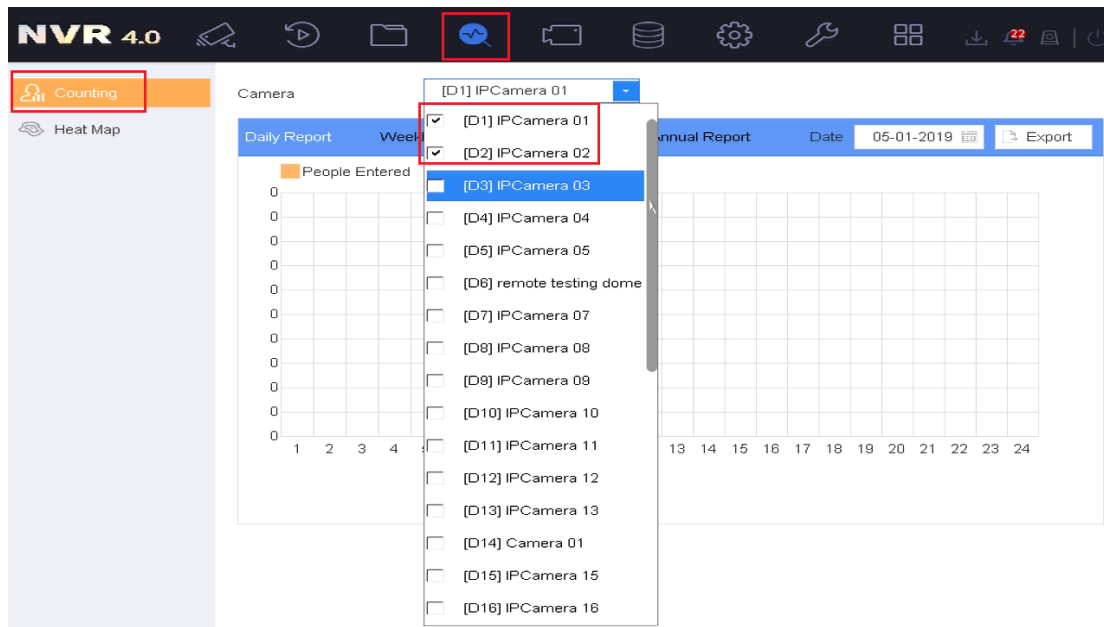 NVR 4.0
22
Counting
Heat Map
Camera
[D1] IPCamera 01
Daily Report Week nnual Report Date 05-01-2019 Export
[D1] IPCamera 01
[D2] IPCamera 02
[D3] IPCamera 03
[D4] IPCamera 04
[D5] IPCamera 05
[D6] remote testing dome
[D7] IPCamera 07
[D8] IPCamera 08
[D9] IPCamera 09
[D10] IPCamera 10
[D11] IPCamera 11
[D12] IPCamera 12
[D13] IPCamera 13
[D14] Camera 01
[D15] IPCamera 15
[D16] IPCamera 16
People Entered
0
0
0
0
0
0
0
0
0
0
0
1 2 3 4 13 14 15 16 17 18 19 20 21 22 23 24